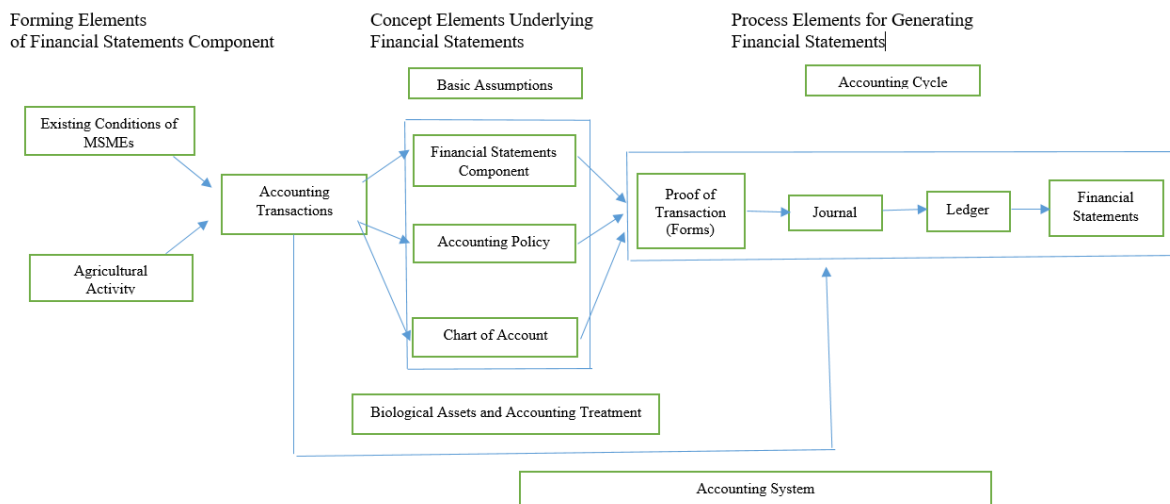 Forming Elements
of Financial Statements Component
Concept Elements Underlying
Financial Statements
Process Elements for Generating
Financial Statements
Basic Assumptions
Accounting Cycle
Existing Conditions of
MSMEs
Financial Statements
Component
Accounting
Transactions
Proof of
Transaction
(Forms)
Journal
Ledger
Financial
Statements
Accounting Policy
Agricultural
Activity
Chart of Account
Biological Assets and Accounting Treatment
Accounting System